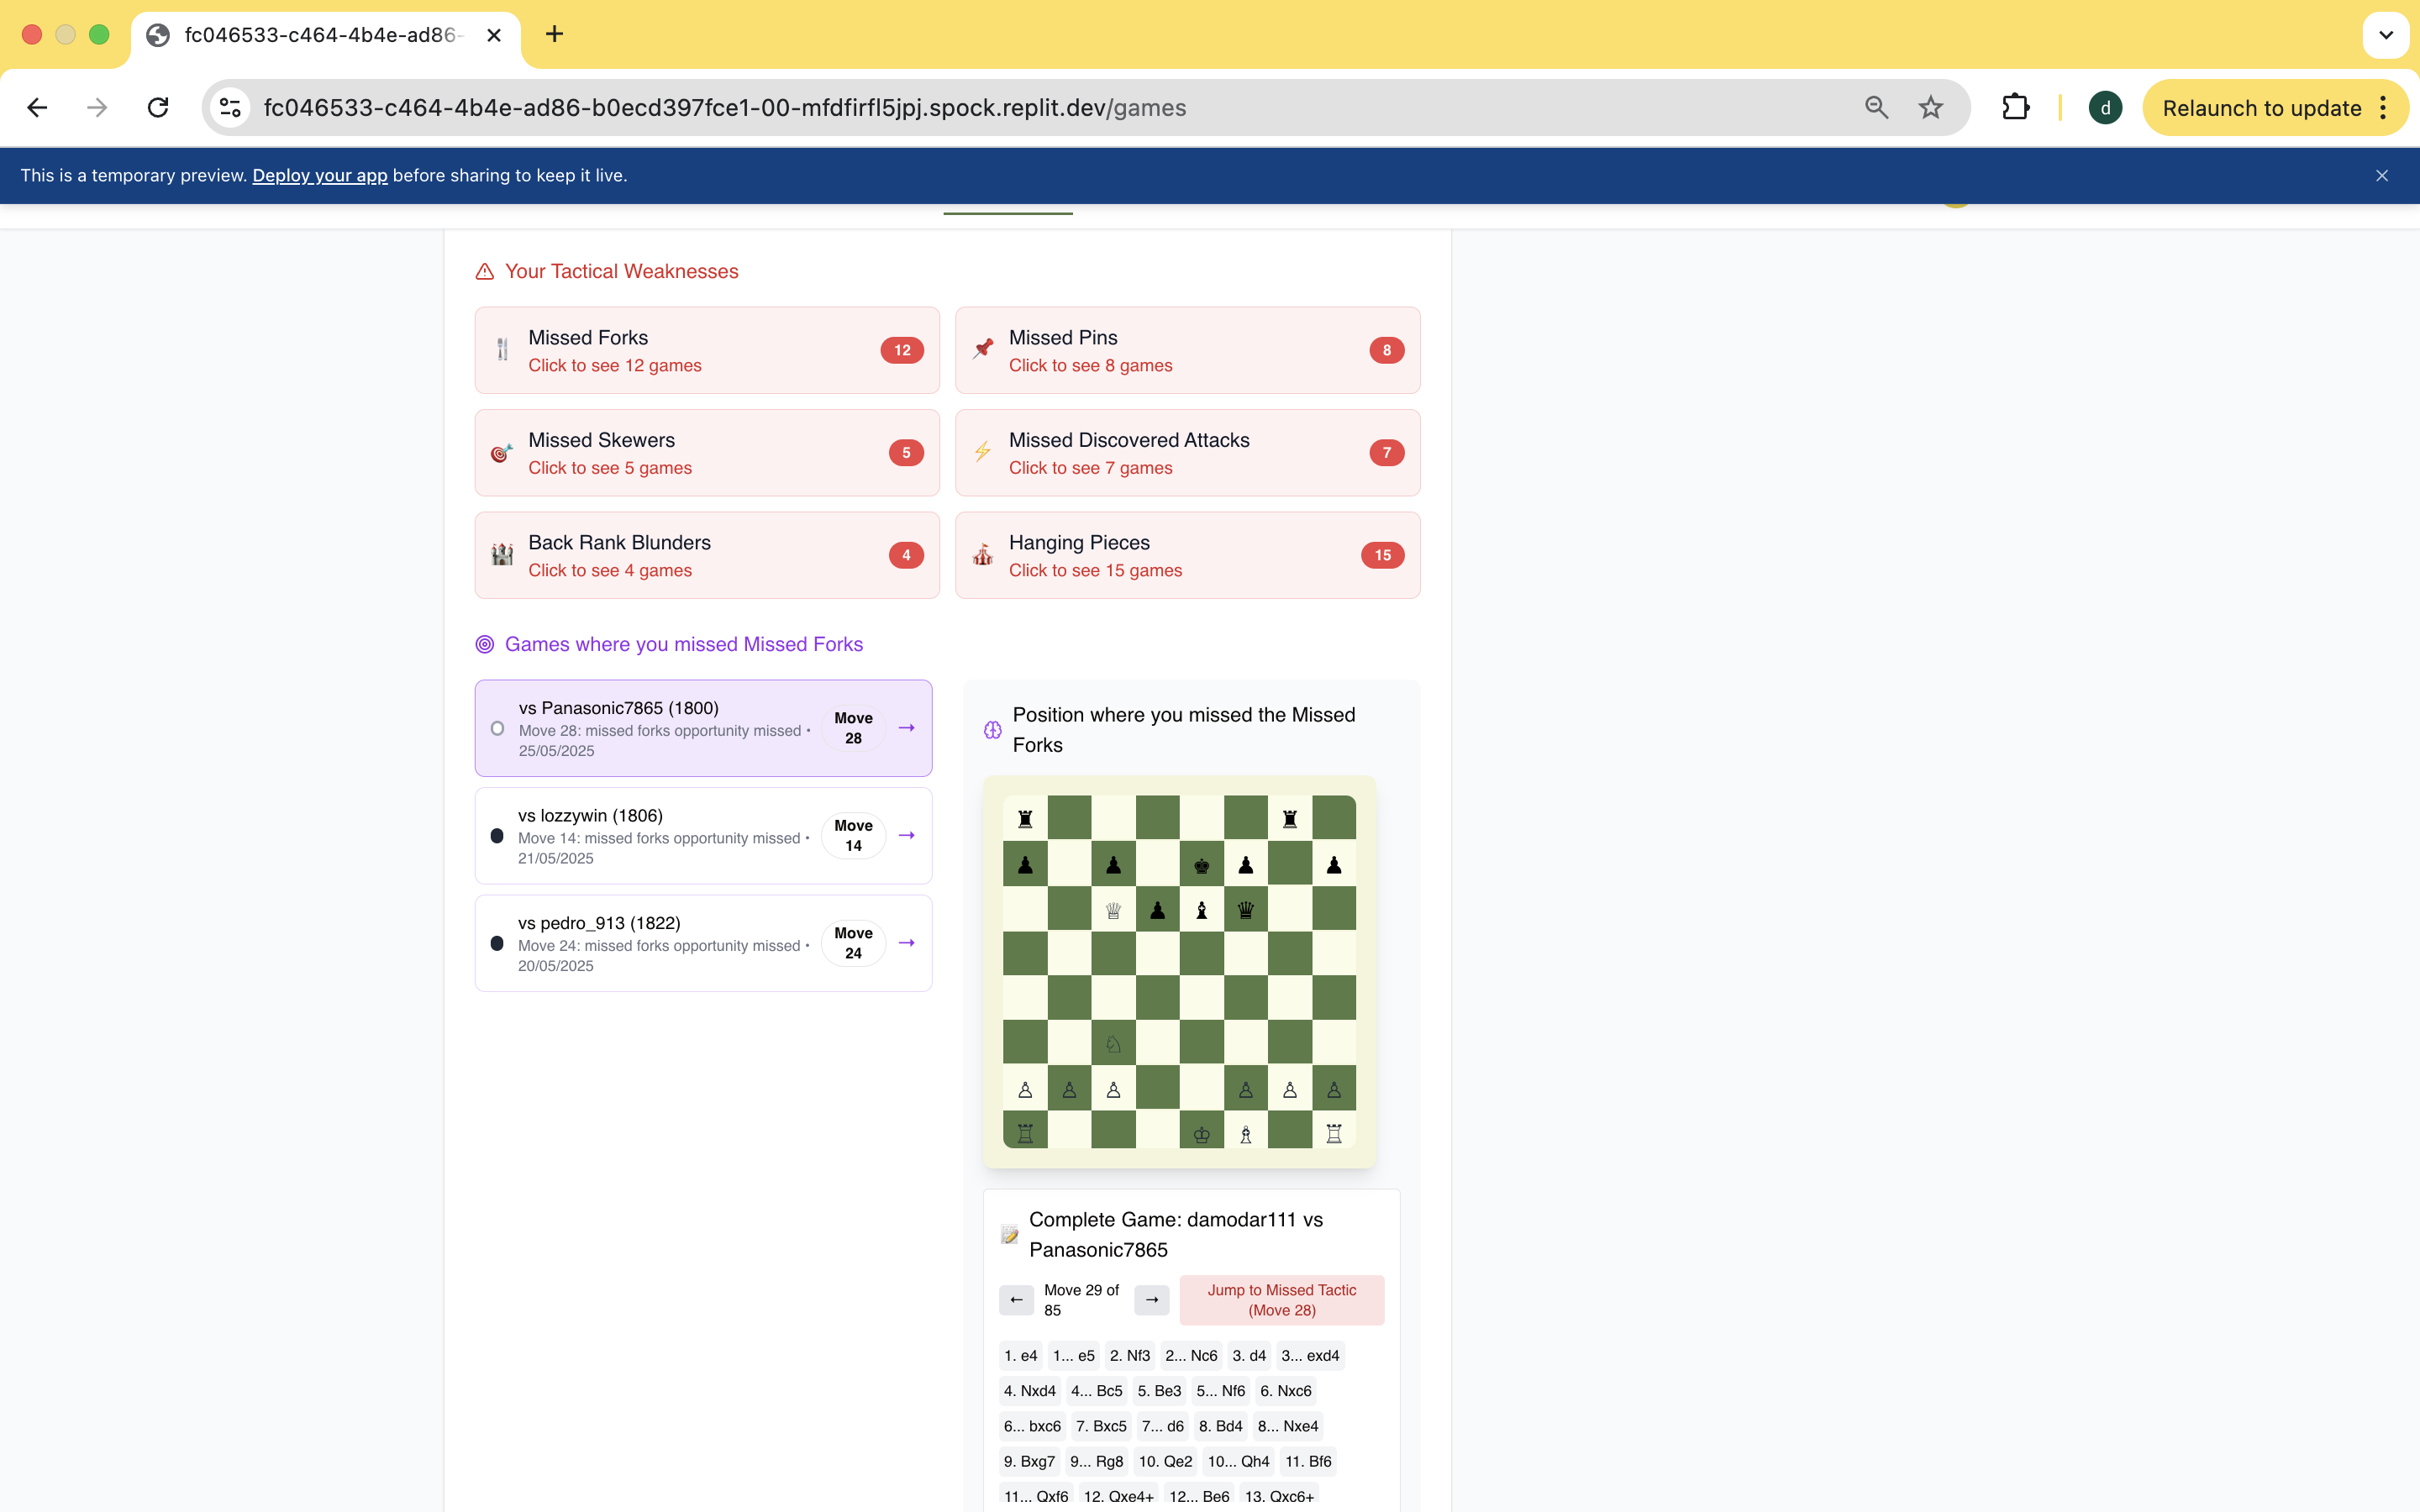 fc046533-c464-4b4e-ad86-
fc046533-c464-4b4e-ad86-b0ecd397fce1-00-mfdfirfl5jpj.spock.replit.dev/games
d
Relaunch to update
This is a temporary preview. Deploy your app before sharing to keep it live.
Your Tactical Weaknesses
Missed Forks
Click to see 12 games
12
Missed Pins
Click to see 8 games
8
Missed Skewers
Click to see 5 games
5
Missed Discovered Attacks
Click to see 7 games
7
Back Rank Blunders
Click to see 4 games
4
Hanging Pieces
Click to see 15 games
15
Games where you missed Missed Forks
vs Panasonic7865 (1800)
Move 28: missed forks opportunity missed •
25/05/2025
Move
28
→
vs lozzywin (1806)
Move 14: missed forks opportunity missed •
21/05/2025
Move
14
→
vs pedro_913 (1822)
Move 24: missed forks opportunity missed •
20/05/2025
Move
24
→
Position where you missed the Missed
Forks
Complete Game: damodar111 vs
Panasonic7865
←
Move 29 of
85
→
Jump to Missed Tactic
(Move 28)
1. e4 1... e5 2. Nf3 2... Nc6 3. d4 3... exd4
4. Nxd4 4... Bc5 5. Be3 5... Nf6 6. Nxc6
6... bxc6 7. Bxc5 7... d6 8. Bd4 8... Nxe4
9. Bxg7 9... Rg8 10. Qe2 10... Qh4 11. Bf6
11... Qxf6 12. Qxe4+ 12... Be6 13. Qxc6+